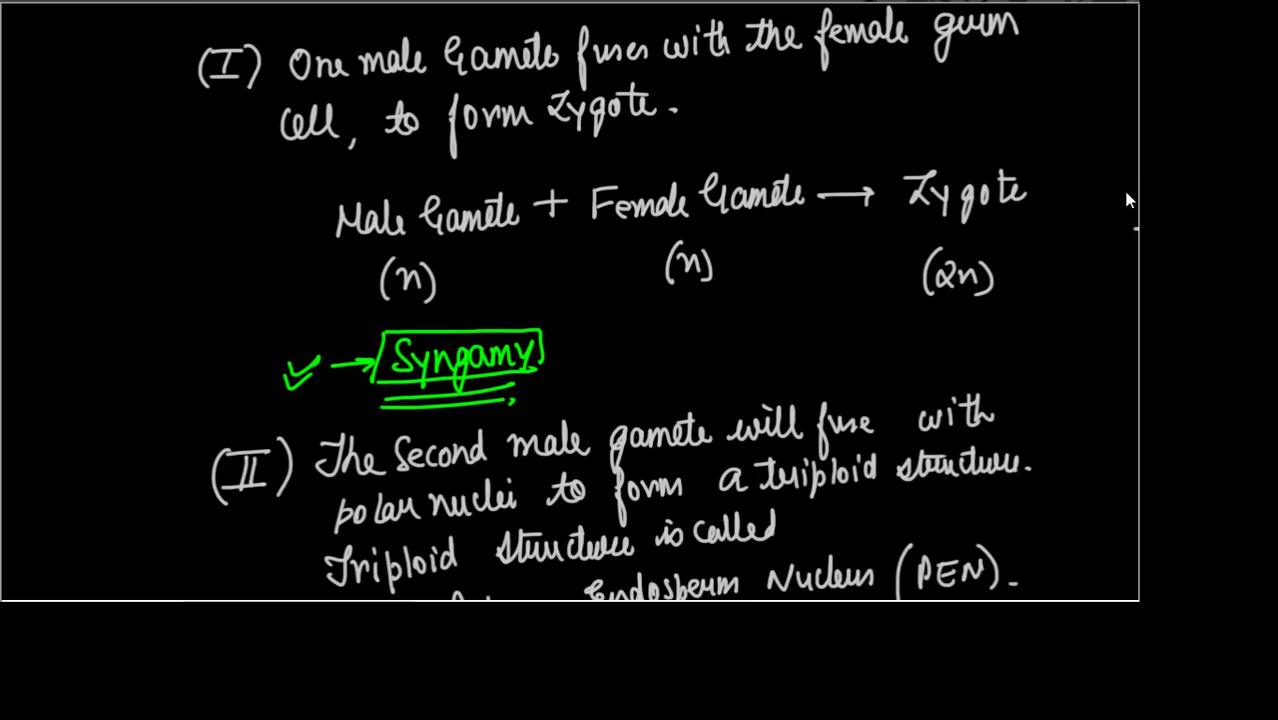 (I) One male Gamete fuses with the female germ
cell, to form Zygote.
Male Gamete + Female Gamete → Zygote
(n) (n) (2n)
→ Syngamy.
(II) The Second male gamete will fuse with
polar nuclei to form a triploid structure.
Triploid structure is called
Endosperm Nucleus (PEN).